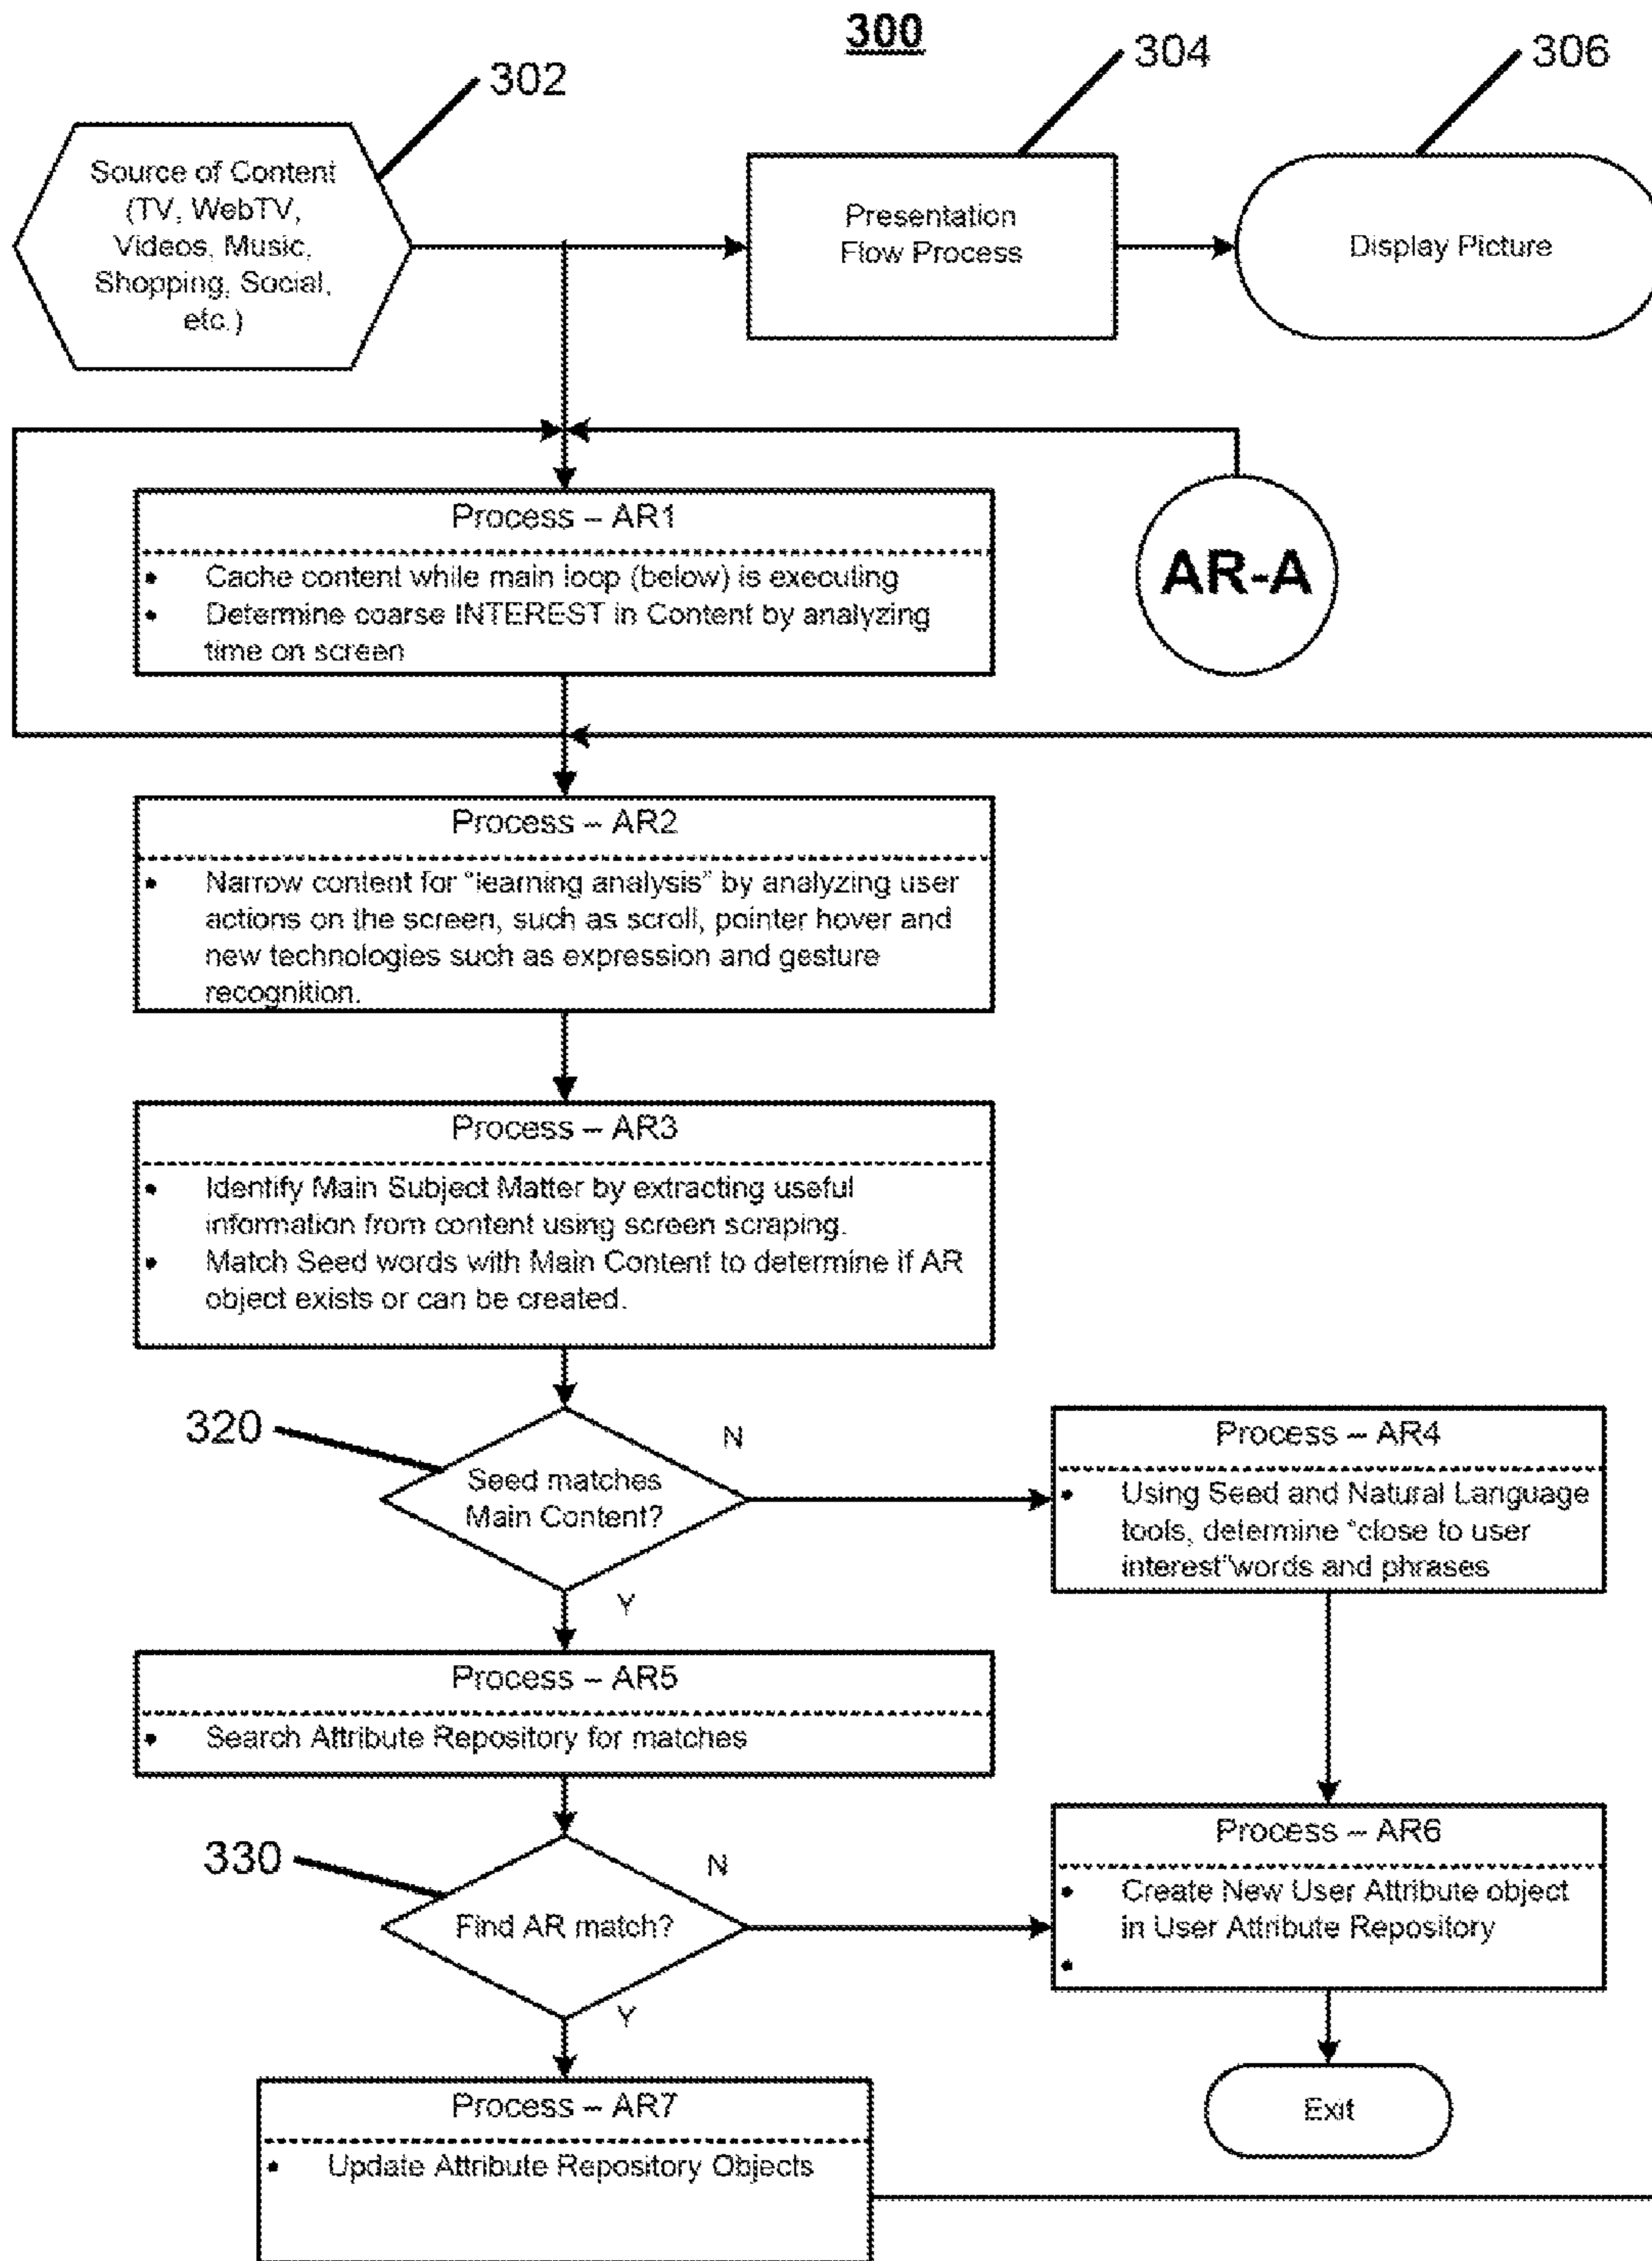 300
302
304
306
Source of Content
(TV, WebTV,
Videos, Music,
Shopping, Social,
etc.)
Presentation
Flow Process
Display Picture
Process – AR1
• Cache content while main loop (below) is executing
• Determine coarse INTEREST in Content by analyzing
time on screen
AR-A
Process – AR2
• Narrow content for "learning analysis" by analyzing user
actions on the screen, such as scroll, pointer hover and
new technologies such as expression and gesture
recognition.
Process – AR3
• Identify Main Subject Matter by extracting useful
information from content using screen scraping.
• Match Seed words with Main Content to determine if AR
object exists or can be created.
320
Seed matches
Main Content?
N
Y
Process – AR4
• Using Seed and Natural Language
tools, determine "close to user
interest"words and phrases
Process – AR5
• Search Attribute Repository for matches
330
Find AR match?
N
Y
Process – AR6
• Create New User Attribute object
in User Attribute Repository
•
Process – AR7
• Update Attribute Repository Objects
Exit